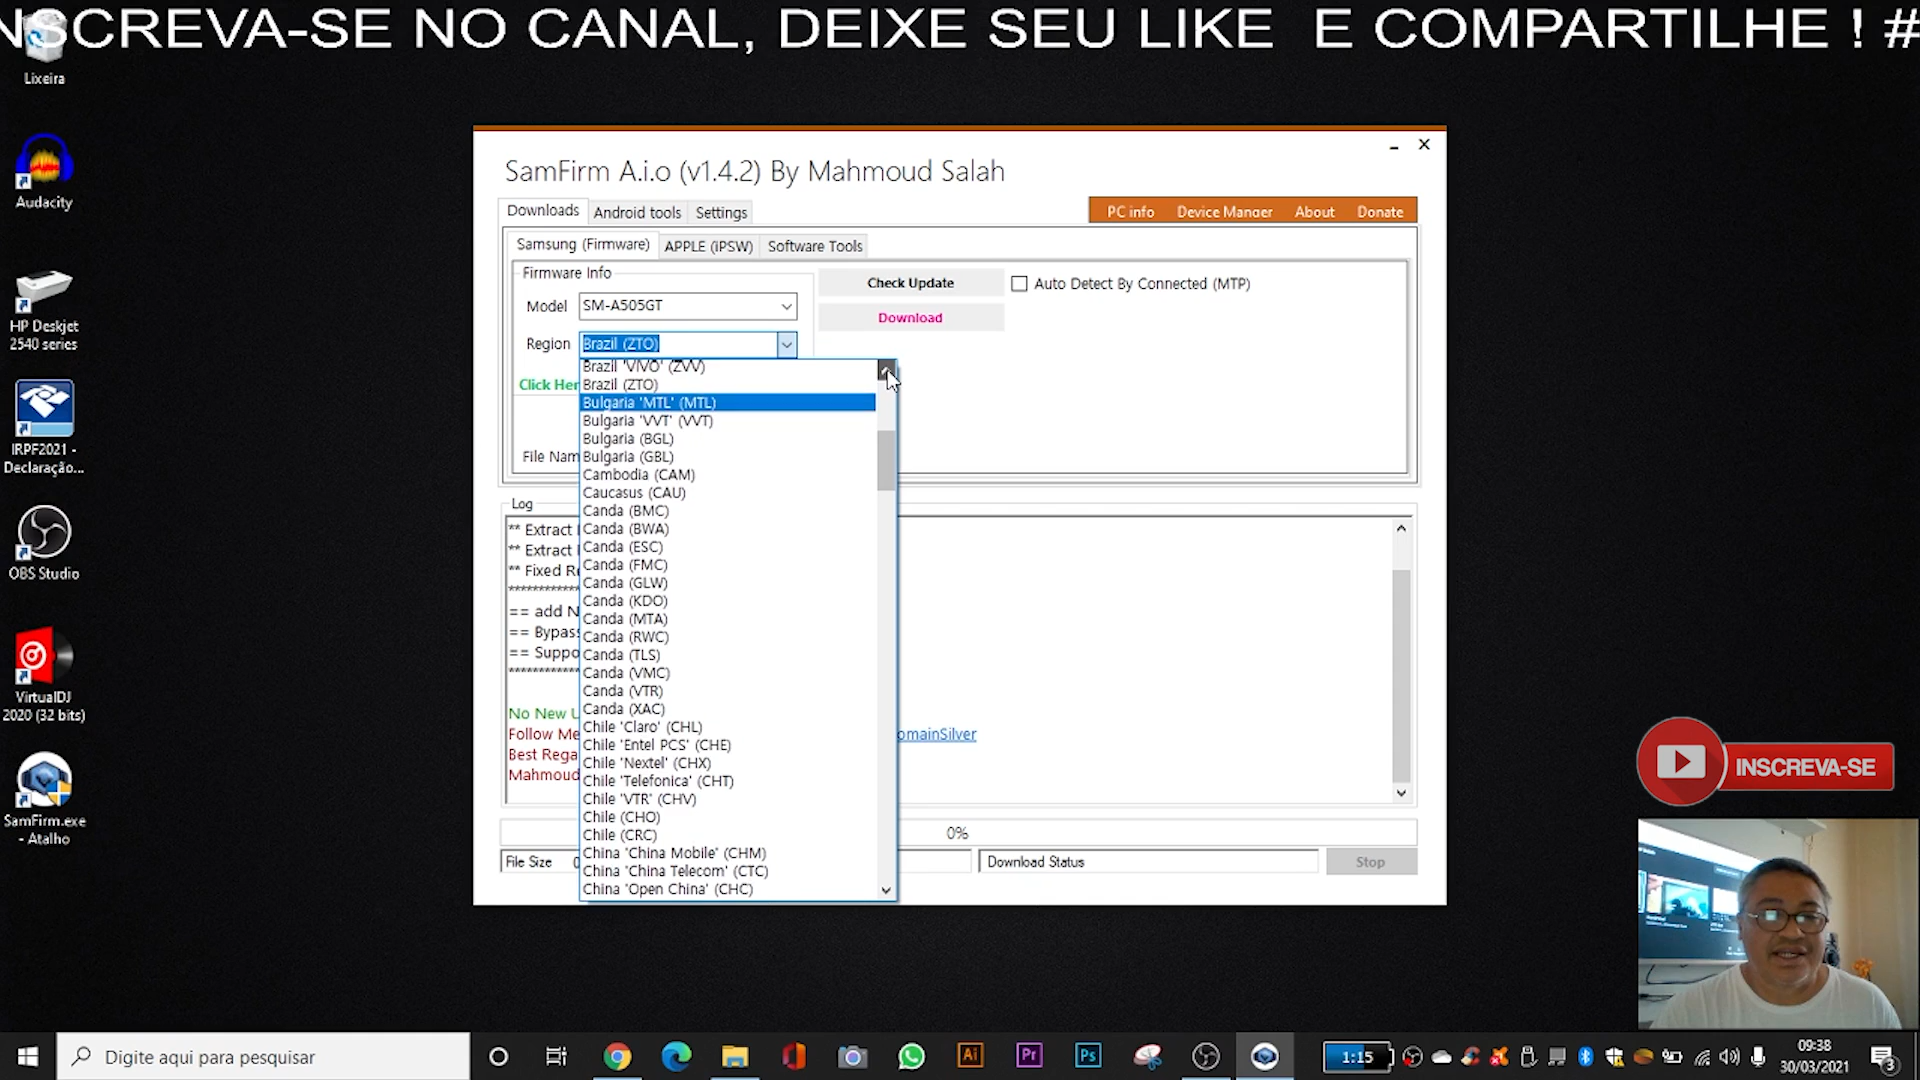 NSCREVA-SE NO CANAL, DEIXE SEU LIKE E COMPARTILHE ! #
Lixeira
Audacity
HP Deskjet
2540 series
IRPF2021 -
Declaração...
OBS Studio
VirtualDJ
2020 (32 bits)
SamFirm.exe
- Atalho
SamFirm A.i.o (v1.4.2) By Mahmoud Salah
Downloads Android tools Settings
PC info Device Manger About Donate
Samsung (Firmware) APPLE (iPSW) Software Tools
Firmware Info
Model SM-A505GT
Check Update
Auto Detect By Connected (MTP)
Download
Region Brazil (ZTO)
Click Her
File Nam
Brazil 'VIVO' (ZVV)
Brazil (ZTO)
Bulgaria 'MTL' (MTL)
Bulgaria 'VVT' (VVT)
Bulgaria (BGL)
Bulgaria (GBL)
Cambodia (CAM)
Caucasus (CAU)
Canda (BMC)
Canda (BWA)
Canda (ESC)
Canda (FMC)
Canda (GLW)
Canda (KDO)
Canda (MTA)
Canda (RWC)
Canda (TLS)
Canda (VMC)
Canda (VTR)
Canda (XAC)
Chile 'Claro' (CHL)
Chile 'Entel PCS' (CHE)
Chile 'Nextel' (CHX)
Chile 'Telefonica' (CHT)
Chile 'VTR' (CHV)
Chile (CHO)
Chile (CRC)
China 'China Mobile' (CHM)
China 'China Telecom' (CTC)
China 'Open China' (CHC)
Log
** Extract
** Extract
** Fixed R
== add N
== Bypas
== Suppo
No New U
Follow Me
omainSilver
Best Rega
Mahmoud
0%
File Size
Download Status
Stop
INSCREVA-SE
Digite aqui para pesquisar
Ai
Pr
Ps
1:15
09:38
30/03/2021
3